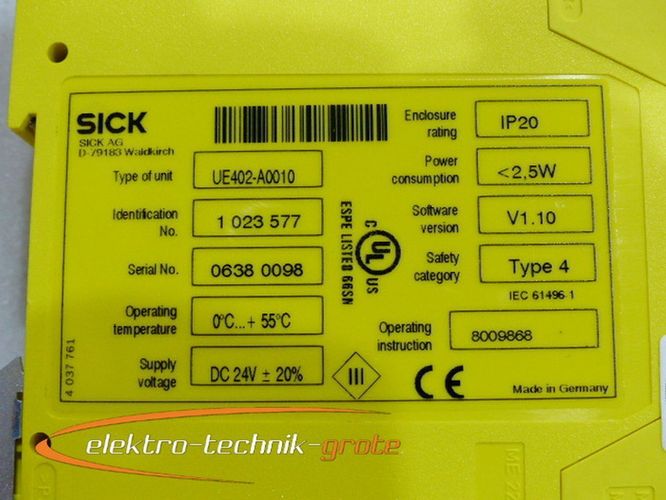 SICK
SICK AG
D-79183 Waldkirch
Type of unit
UE402-A0010
Identification No.
1 023 577
Serial No.
0638 0098
Operating temperature
0°C...+ 55°C
Supply voltage
DC 24V ± 20%
4 037 761
ESPE LISTED 66SN
C UL US
III
CE
Enclosure rating
IP20
Power consumption
<2,5W
Software version
V1.10
Safety category
Type 4
IEC 61496-1
Operating instruction
8009868
Made in Germany
elektro-technik-grote